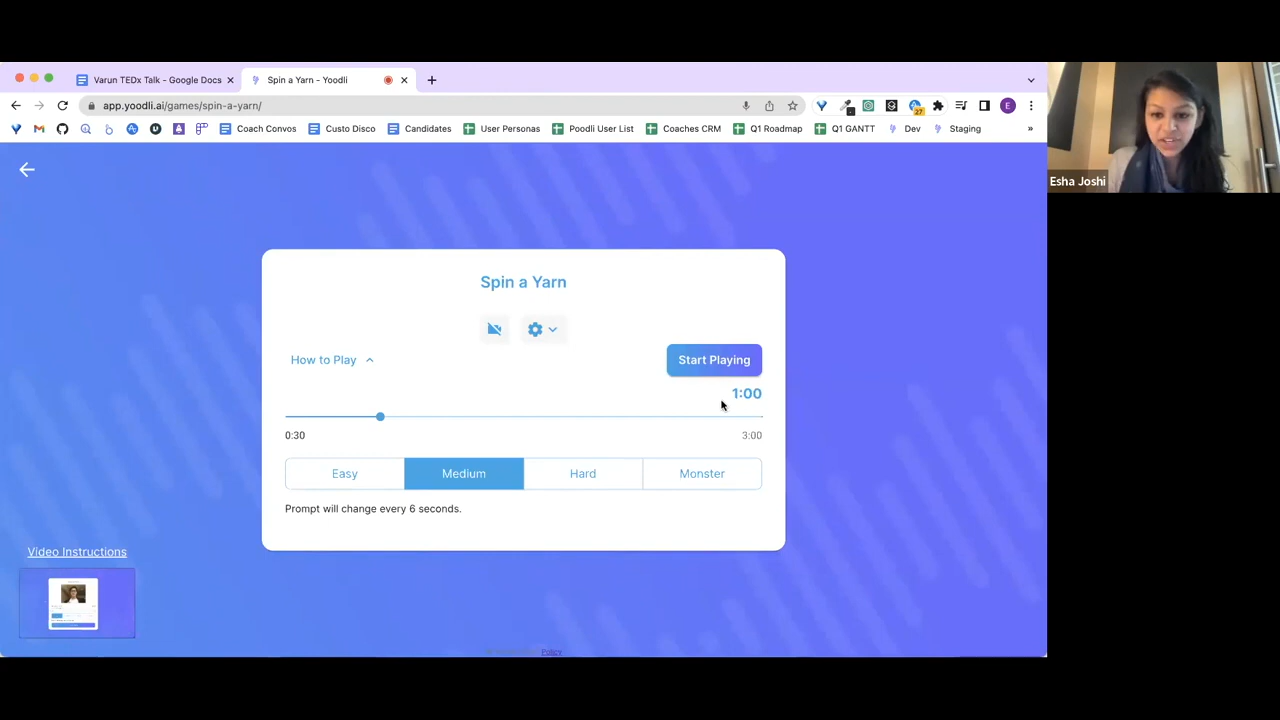 Varun TEDx Talk - Google Docs
Spin a Yarn - Yoodli
app.yoodli.ai/games/spin-a-yarn/
27
E
Coach Convos
Custo Disco
Candidates
User Personas
Poodli User List
Coaches CRM
Q1 Roadmap
Q1 GANTT
Dev
Staging
»
Esha Joshi
Spin a Yarn
How to Play
Start Playing
1:00
0:30
3:00
Easy
Medium
Hard
Monster
Prompt will change every 6 seconds.
Video Instructions
Policy